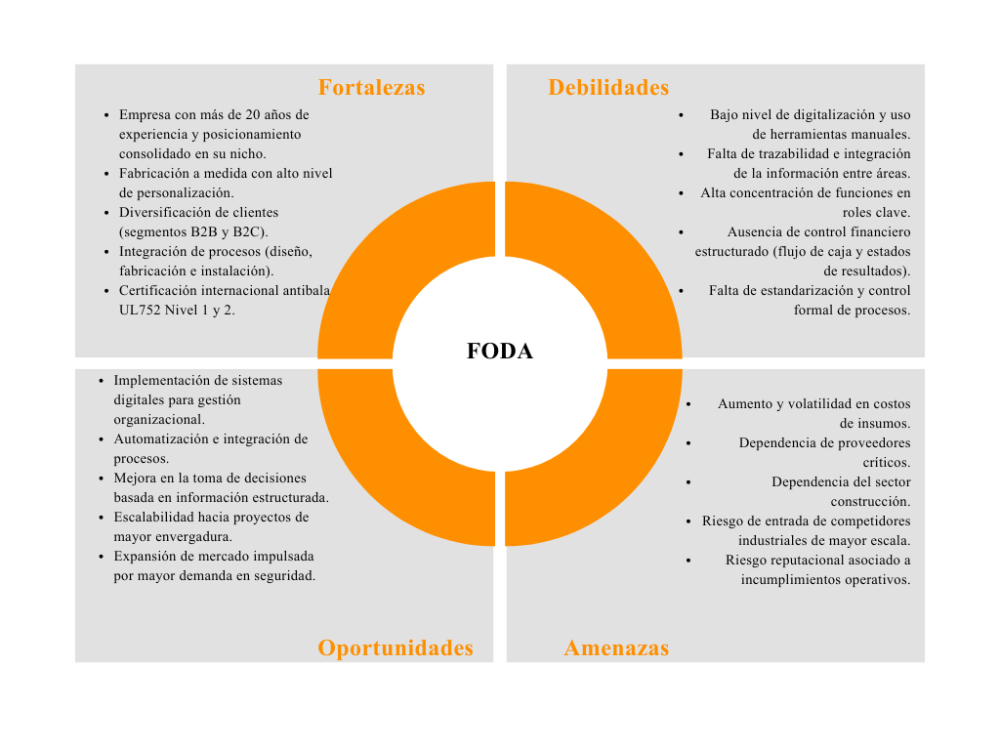 Fortalezas
• Empresa con más de 20 años de
experiencia y posicionamiento
consolidado en su nicho.
• Fabricación a medida con alto nivel
de personalización.
• Diversificación de clientes
(segmentos B2B y B2C).
• Integración de procesos (diseño,
fabricación e instalación).
• Certificación internacional antibala
UL752 Nivel 1 y 2.
Debilidades
• Bajo nivel de digitalización y uso
de herramientas manuales.
• Falta de trazabilidad e integración
de la información entre áreas.
• Alta concentración de funciones en
roles clave.
• Ausencia de control financiero
estructurado (flujo de caja y estados
de resultados).
• Falta de estandarización y control
formal de procesos.
FODA
• Implementación de sistemas
digitales para gestión
organizacional.
• Automatización e integración de
procesos.
• Mejora en la toma de decisiones
basada en información estructurada.
• Escalabilidad hacia proyectos de
mayor envergadura.
• Expansión de mercado impulsada
por mayor demanda en seguridad.
Oportunidades
• Aumento y volatilidad en costos
de insumos.
• Dependencia de proveedores
críticos.
• Dependencia del sector
construcción.
• Riesgo de entrada de competidores
industriales de mayor escala.
• Riesgo reputacional asociado a
incumplimientos operativos.
Amenazas